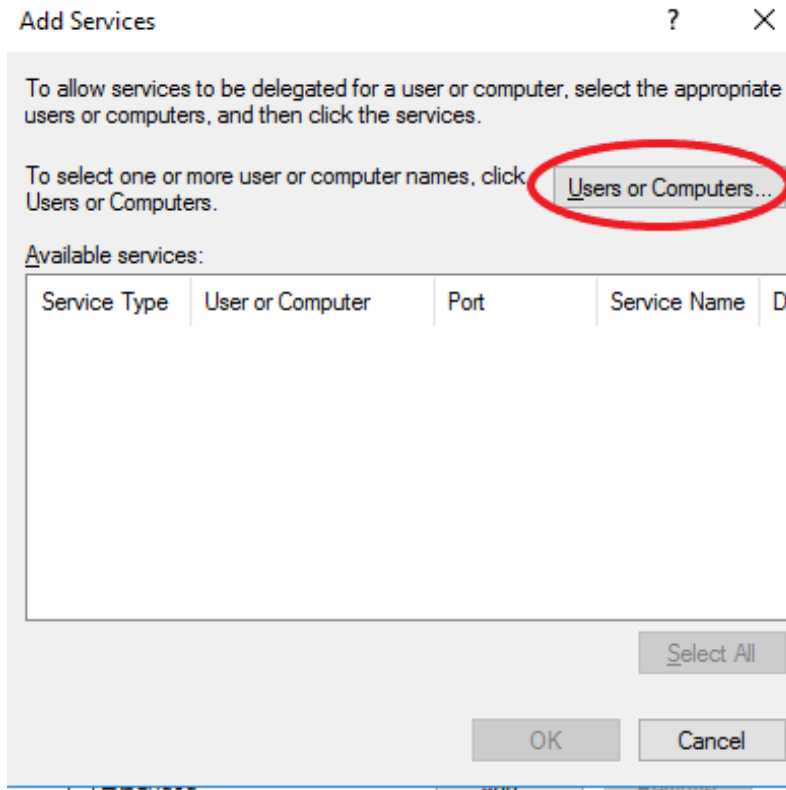 Add Services ?
To allow services to be delegated for a user or computer, select the appropriate
users or computers, and then click the services.
To select one or more user or computer names, click
Users or Computers.
Users or Computers...
Available services:
Service Type User or Computer Port Service Name D
Select All
OK Cancel